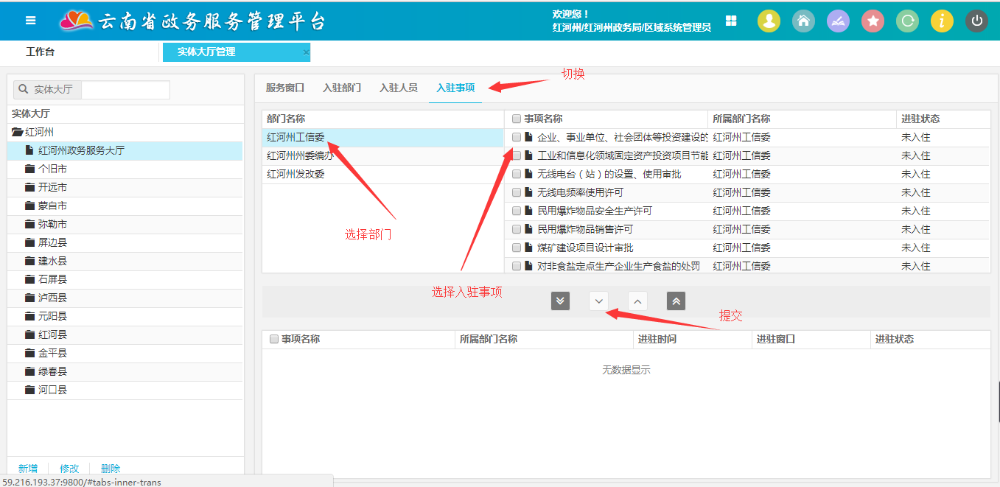 云南省政务服务管理平台
欢迎您！
红河州/红河州政务局/区域系统管理员
工作台
实体大厅管理
实体大厅
实体大厅
红河州
红河州政务服务大厅
个旧市
开远市
蒙自市
弥勒市
屏边县
建水县
石屏县
泸西县
元阳县
红河县
金平县
绿春县
河口县
新增 修改 删除
59.216.193.37:9800/#tabs-inner-trans
服务窗口 入驻部门 入驻人员 入驻事项
切换
部门名称
红河州工信委
红河州州委编办
红河州发改委
选择部门
事项名称 所属部门名称 进驻状态
企业、事业单位、社会团体等投资建设的 红河州工信委 未入住
工业和信息化领域固定资产投资项目节能 红河州工信委 未入住
无线电台（站）的设置、使用审批 红河州工信委 未入住
无线电频率使用许可 红河州工信委 未入住
民用爆炸物品安全生产许可 红河州工信委 未入住
民用爆炸物品销售许可 红河州工信委 未入住
煤矿建设项目设计审批 红河州工信委 未入住
对非食盐定点生产企业生产食盐的处罚 红河州工信委 未入住
选择入驻事项
提交
事项名称 所属部门名称 进驻时间 进驻窗口 进驻状态
无数据显示